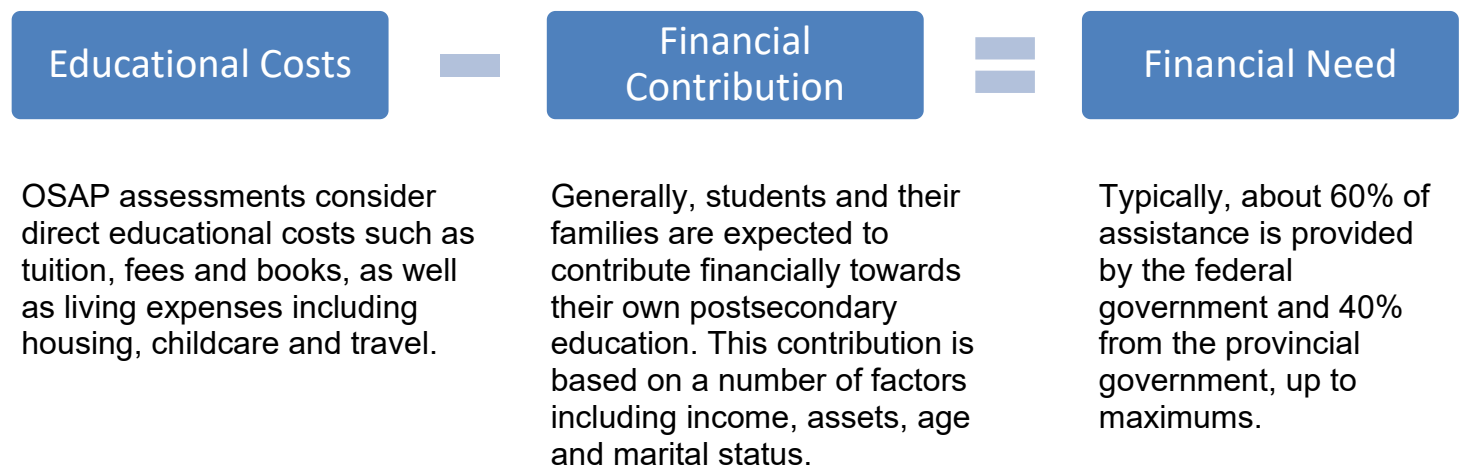 Educational Costs
Financial
Contribution
Financial Need
OSAP assessments consider
direct educational costs such as
tuition, fees and books, as well
as living expenses including
housing, childcare and travel.
Generally, students and their
families are expected to
contribute financially towards
their own postsecondary
education. This contribution is
based on a number of factors
including income, assets, age
and marital status.
Typically, about 60% of
assistance is provided
by the federal
government and 40%
from the provincial
government, up to
maximums.